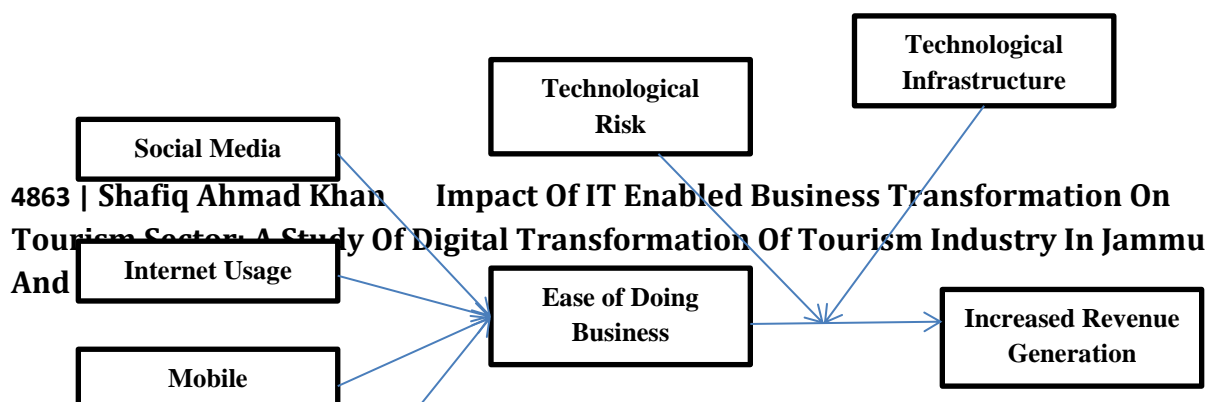 Technological
Infrastructure
Technological
Risk
Social Media
4863 | Shafiq Ahmad Khan Impact Of IT Enabled Business Transformation On
Tourism Sector: A Study Of Digital Transformation Of Tourism Industry In Jammu
And
Internet Usage
Ease of Doing
Business
Increased Revenue
Generation
Mobile